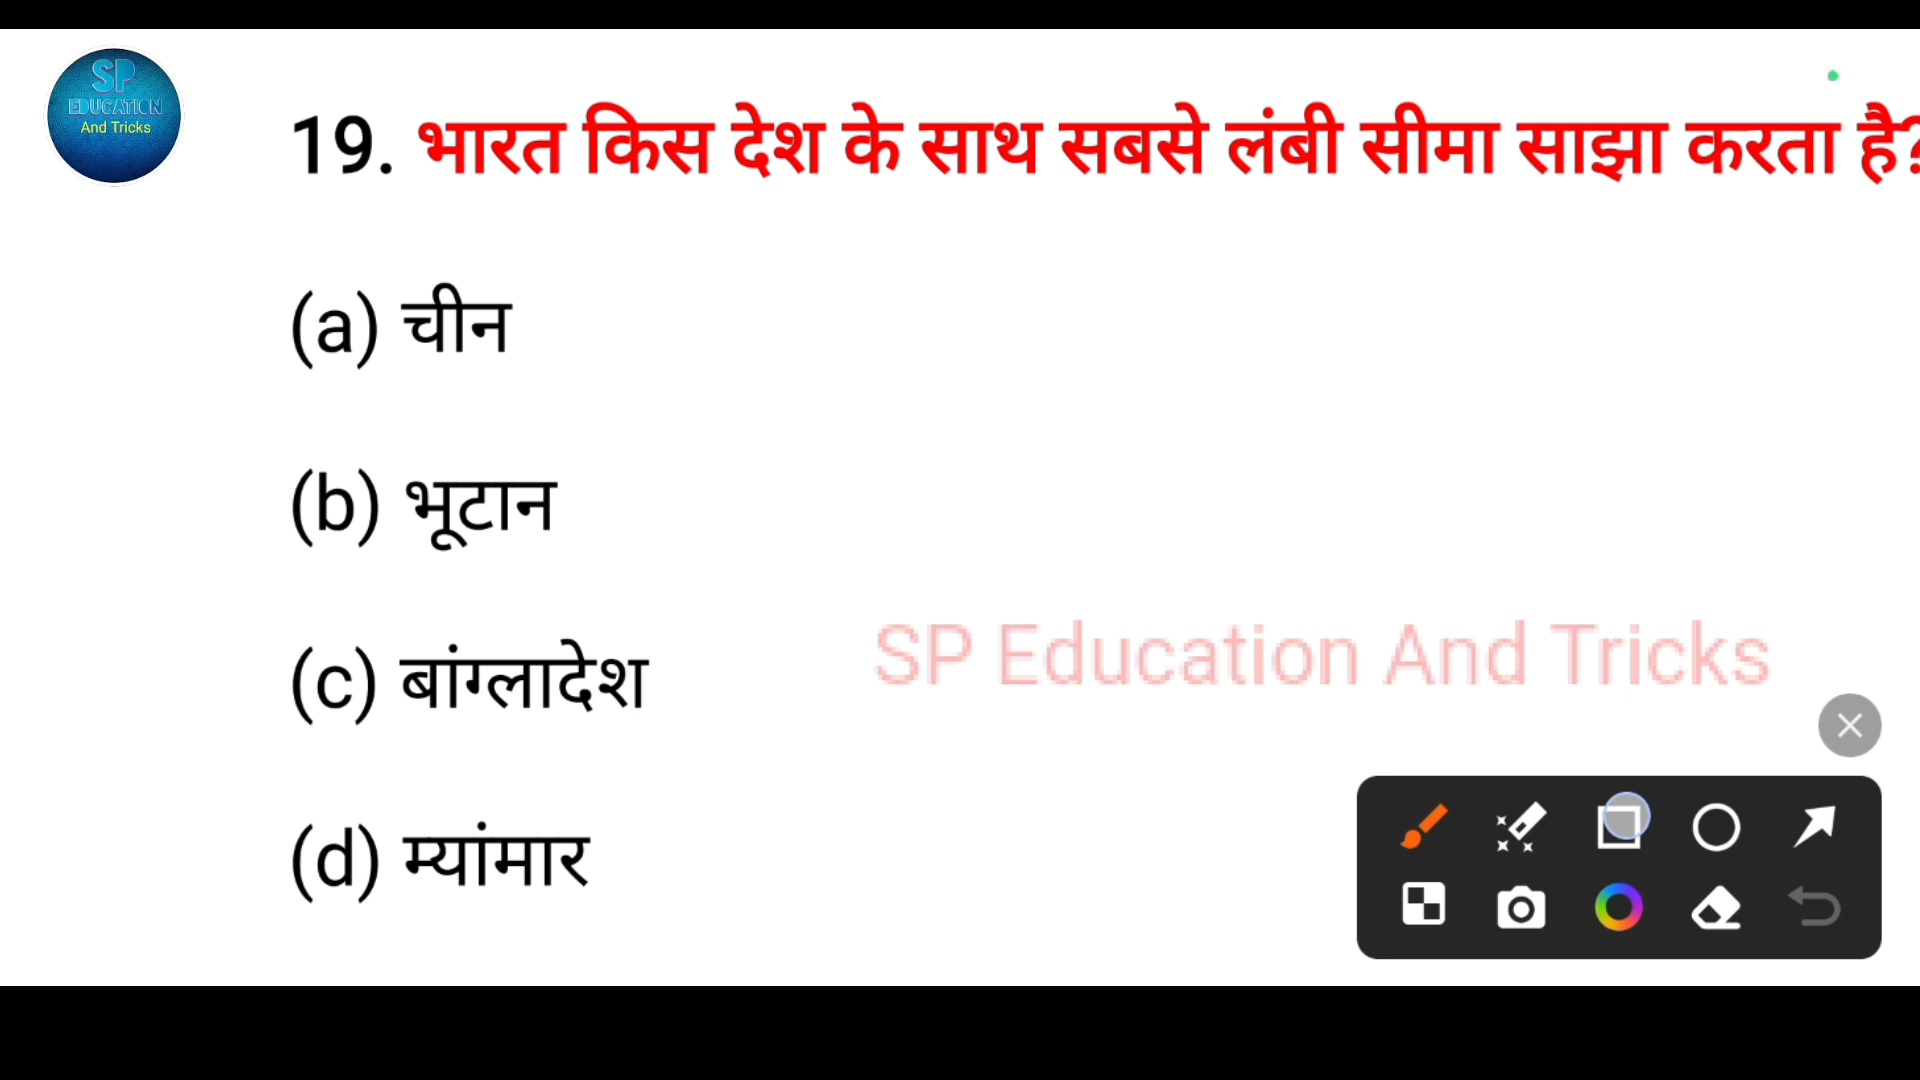 SP
EDUCATION
And Tricks
19. भारत किस देश के साथ सबसे लंबी सीमा साझा करता है?
(a) चीन
(b) भूटान
(c) बांग्लादेश
SP Education And Tricks
(d) म्यांमार